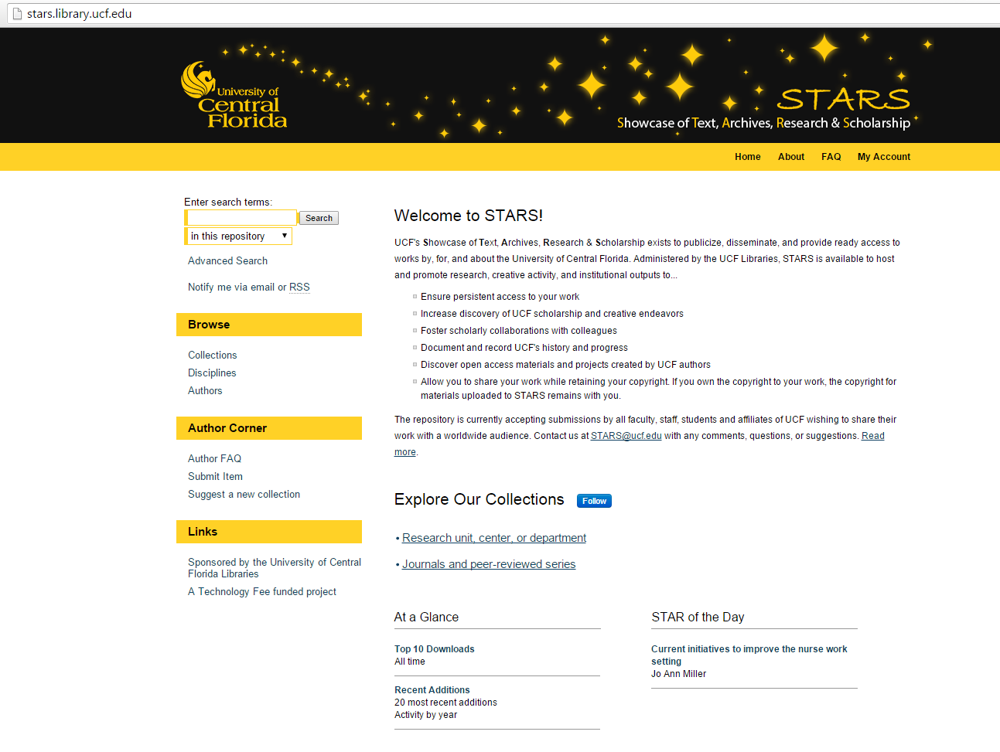 stars.library.ucf.edu
University of
Central
Florida
STARS
Showcase of Text, Archives, Research & Scholarship
Home About FAQ My Account
Enter search terms:
Search
in this repository
Advanced Search
Notify me via email or RSS
Browse
Collections
Disciplines
Authors
Author Corner
Author FAQ
Submit Item
Suggest a new collection
Links
Sponsored by the University of Central
Florida Libraries
A Technology Fee funded project
Welcome to STARS!
UCF's Showcase of Text, Archives, Research & Scholarship exists to publicize, disseminate, and provide ready access to
works by, for, and about the University of Central Florida. Administered by the UCF Libraries, STARS is available to host
and promote research, creative activity, and institutional outputs to...
Ensure persistent access to your work
Increase discovery of UCF scholarship and creative endeavors
Foster scholarly collaborations with colleagues
Document and record UCF's history and progress
Discover open access materials and projects created by UCF authors
Allow you to share your work while retaining your copyright. If you own the copyright to your work, the copyright for
materials uploaded to STARS remains with you.
The repository is currently accepting submissions by all faculty, staff, students and affiliates of UCF wishing to share their
work with a worldwide audience. Contact us at STARS@ucf.edu with any comments, questions, or suggestions. Read
more.
Explore Our Collections Follow
• Research unit, center, or department
• Journals and peer-reviewed series
At a Glance
Top 10 Downloads
All time
Recent Additions
20 most recent additions
Activity by year
STAR of the Day
Current initiatives to improve the nurse work
setting
Jo Ann Miller